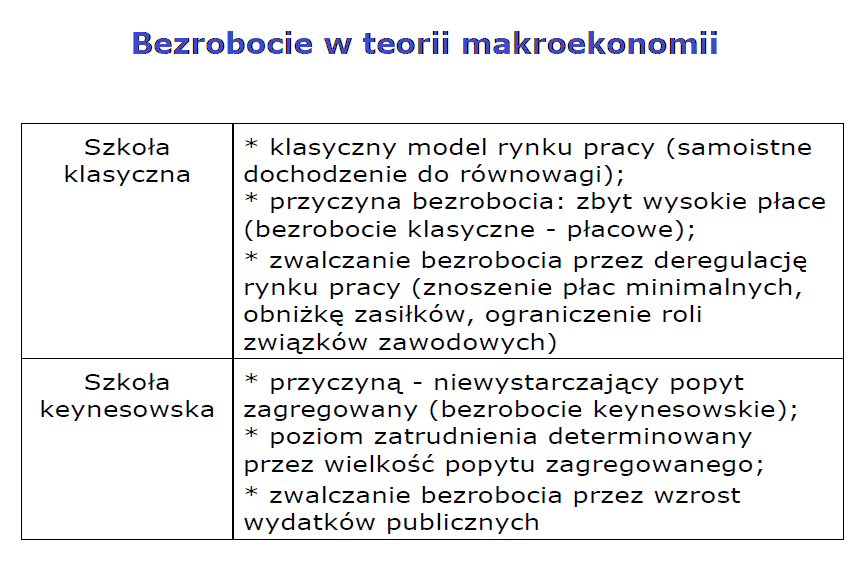 Bezrobocie w teorii makroekonomii
Szkoła
klasyczna
* klasyczny model rynku pracy (samoistne
dochodzenie do równowagi);
* przyczyna bezrobocia: zbyt wysokie płace
(bezrobocie klasyczne - płacowe);
* zwalczanie bezrobocia przez deregulację
rynku pracy (znoszenie płac minimalnych,
obniżkę zasiłków, ograniczenie roli
związków zawodowych)
Szkoła
keynesowska
* przyczyną - niewystarczający popyt
zagregowany (bezrobocie keynesowskie);
* poziom zatrudnienia determinowany
przez wielkość popytu zagregowanego;
* zwalczanie bezrobocia przez wzrost
wydatków publicznych